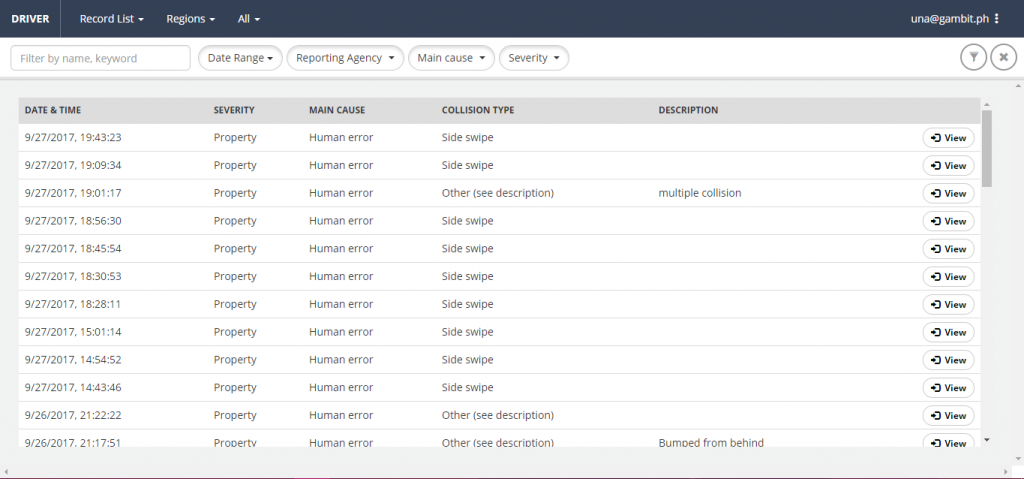 DRIVER Record List Regions All una@gambit.ph
Filter by name, keyword Date Range Reporting Agency Main cause Severity
DATE & TIME SEVERITY MAIN CAUSE COLLISION TYPE DESCRIPTION
9/27/2017, 19:43:23 Property Human error Side swipe View
9/27/2017, 19:09:34 Property Human error Side swipe View
9/27/2017, 19:01:17 Property Human error Other (see description) multiple collision View
9/27/2017, 18:56:30 Property Human error Side swipe View
9/27/2017, 18:45:54 Property Human error Side swipe View
9/27/2017, 18:30:53 Property Human error Side swipe View
9/27/2017, 18:28:11 Property Human error Side swipe View
9/27/2017, 15:01:14 Property Human error Side swipe View
9/27/2017, 14:54:52 Property Human error Side swipe View
9/27/2017, 14:43:46 Property Human error Side swipe View
9/26/2017, 21:22:22 Property Human error Other (see description) View
9/26/2017, 21:17:51 Property Human error Other (see description) Bumped from behind View